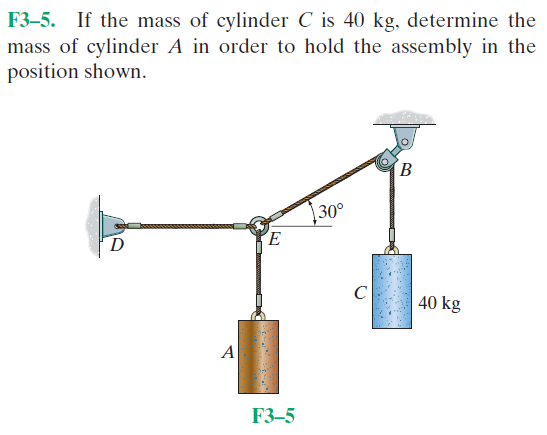 F3–5. If the mass of cylinder C is 40 kg, determine the
mass of cylinder A in order to hold the assembly in the
position shown.
B
30°
D
E
C
40 kg
A
F3–5